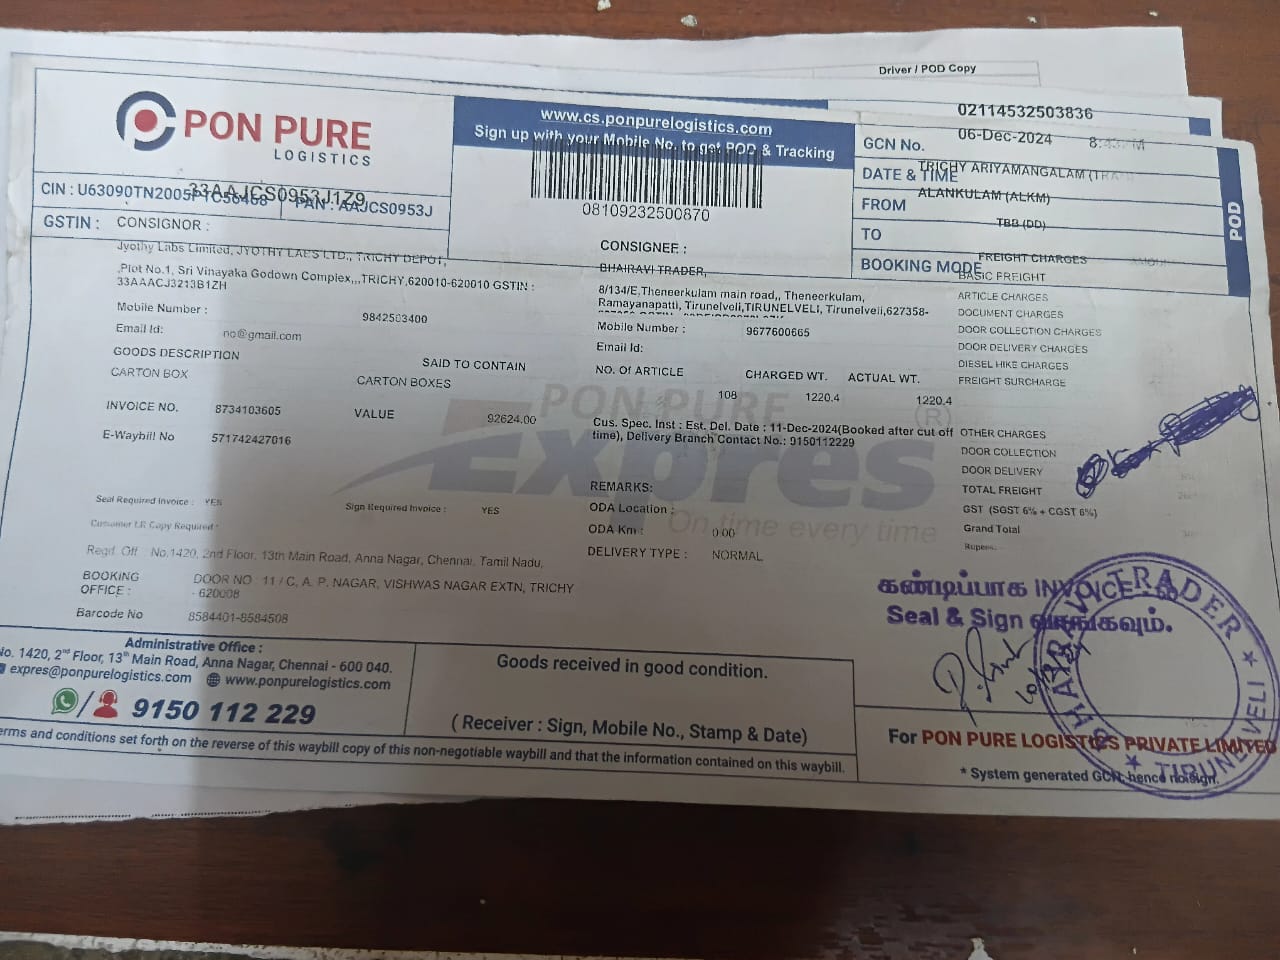 Driver / POD Copy
PON PURE
LOGISTICS
www.cs.ponpurelogistics.com
Sign up with your Mobile No. to get POD & Tracking
08109232500870
02114532503836
GCN No.
06-Dec-2024
DATE & TIME
TRICHY ARIYAMANGALAM
FROM
ALANKULAM (ALKM)
TO
TBB (DD)
BOOKING MODE
POD
CIN : U63090TN2005PTC56468
PAN : AAJCS0953J
33AAJCS0953J1Z9
GSTIN :
CONSIGNOR :
Jyothy Labs Limited, JYOTHY LABS LTD., TRICHY DEPOT,
,Plot No.1, Sri Vinayaka Godown Complex,,,TRICHY,620010-620010 GSTIN :
33AAACJ3213B1ZH
Mobile Number :
9842503400
Email Id:
no@gmail.com
CONSIGNEE :
BHAIRAVI TRADER,
8/134/E,Theneerkulam main road,, Theneerkulam,
Ramayanapatti, Tirunelveli,TIRUNELVELI, Tirunelveli,627358-
Mobile Number :
9677600665
Email Id:
GOODS DESCRIPTION
SAID TO CONTAIN
NO. Of ARTICLE
CHARGED WT.
ACTUAL WT.
CARTON BOX
CARTON BOXES
108
1220.4
1220.4
INVOICE NO.
8734103605
VALUE
92624.00
E-Waybill No
571742427016
Cus. Spec. Inst : Est. Del. Date : 11-Dec-2024(Booked after cut off
time), Delivery Branch Contact No.: 9150112229
PON PURE
Expres
®
On time every time
REMARKS:
Seal Required Invoice : YES
Sign Required Invoice : YES
ODA Location :
Customer LR Copy Required :
ODA Km :
0.00
DELIVERY TYPE :
NORMAL
FREIGHT CHARGES
BASIC FREIGHT
ARTICLE CHARGES
DOCUMENT CHARGES
DOOR COLLECTION CHARGES
DOOR DELIVERY CHARGES
DIESEL HIKE CHARGES
FREIGHT SURCHARGE
OTHER CHARGES
DOOR COLLECTION
DOOR DELIVERY
TOTAL FREIGHT
GST (SGST 6% + CGST 6%)
Grand Total
Rupees:
Regd. Off : No.1420, 2nd Floor, 13th Main Road, Anna Nagar, Chennai, Tamil Nadu,
BOOKING
OFFICE :
DOOR NO : 11 / C, A. P. NAGAR, VISHWAS NAGAR EXTN, TRICHY
- 620008
Barcode No
8584401-8584508
கண்டிப்பாக INVOICE ல்
Seal & Sign வாங்கவும்.
BHAIRAVI TRADER
★ TIRUNELVELI ★
Administrative Office :
No. 1420, 2nd Floor, 13th Main Road, Anna Nagar, Chennai - 600 040.
expres@ponpurelogistics.com www.ponpurelogistics.com
9150 112 229
Goods received in good condition.
( Receiver : Sign, Mobile No., Stamp & Date)
For PON PURE LOGISTICS PRIVATE LIMITED
* System generated GCN, hence no sign.
terms and conditions set forth on the reverse of this waybill copy of this non-negotiable waybill and that the information contained on this waybill.